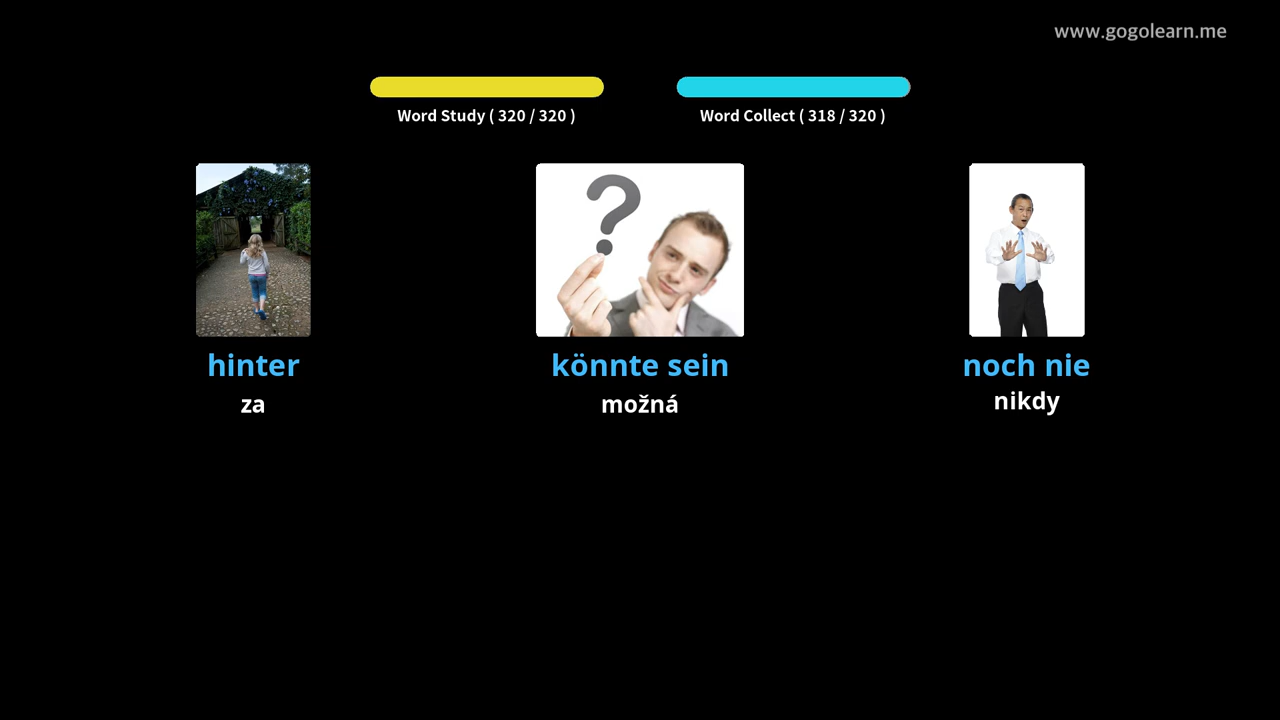 www.gogolearn.me
Word Study ( 320 / 320 )
Word Collect ( 318 / 320 )
hinter
za
könnte sein
možná
noch nie
nikdy